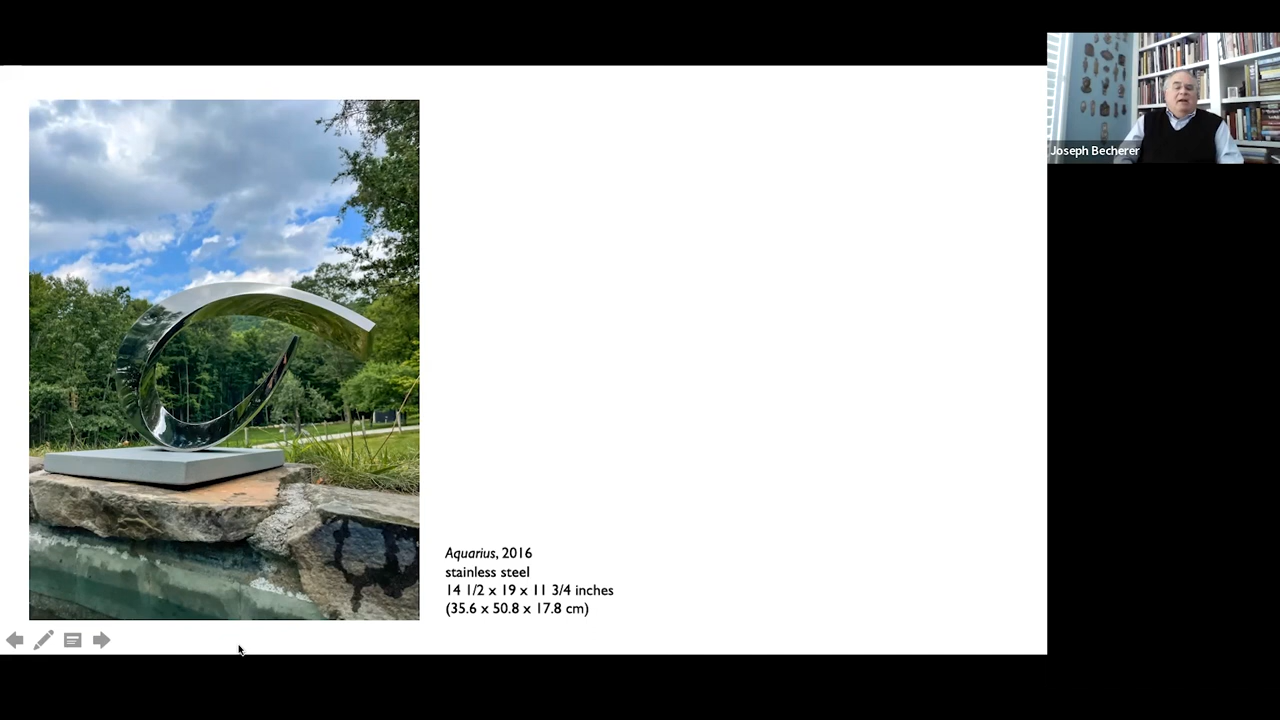 Joseph Becherer
Aquarius, 2016
stainless steel
14 1/2 x 19 x 11 3/4 inches
(35.6 x 50.8 x 17.8 cm)